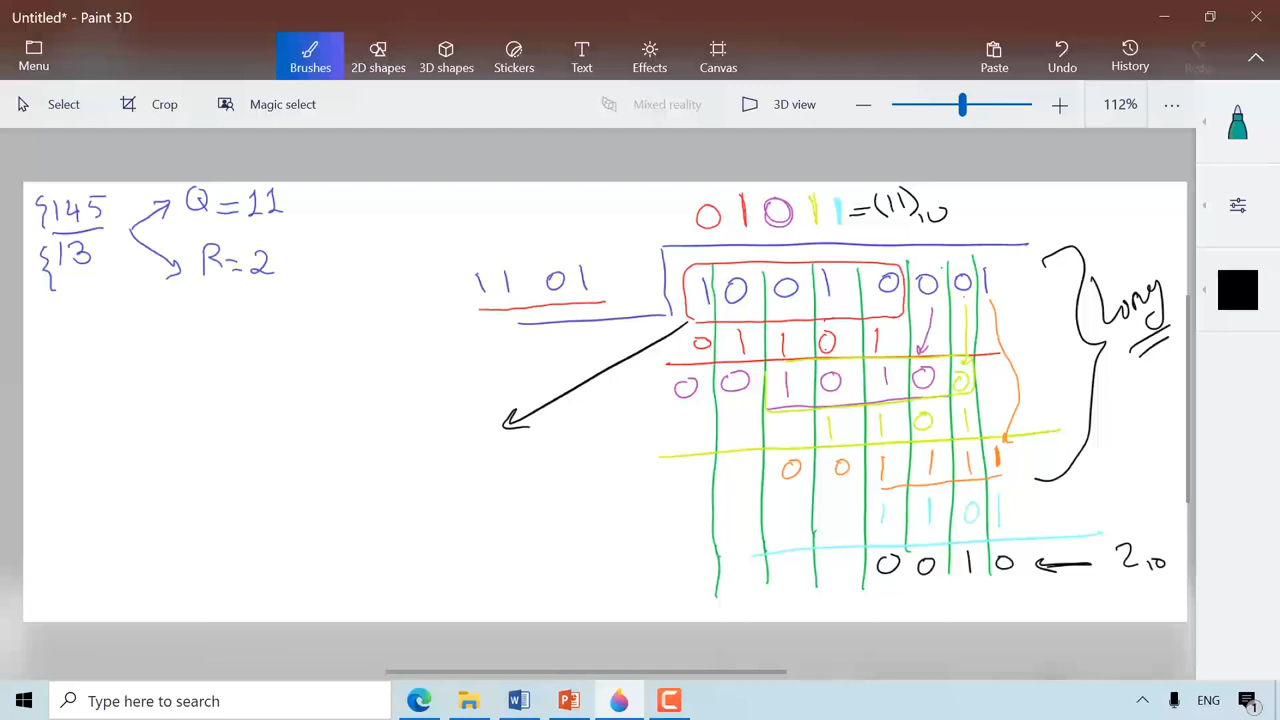 Untitled* - Paint 3D
Menu
Brushes
2D shapes
3D shapes
Stickers
Text
Effects
Canvas
Paste
Undo
History
Redo
Select
Crop
Magic select
Mixed reality
3D view
112%
145
13
Q = 11
R = 2
0 1 0 1 1 = (11)10
11 01
1 0 0 1 0 0 0 1
0 1 1 0 1
0 0 1 0 1 0 0
1 1 0 1
0 0 1 1 1 1
1 1 0 1
0 0 1 0
2 10
Long
Type here to search
ENG
1